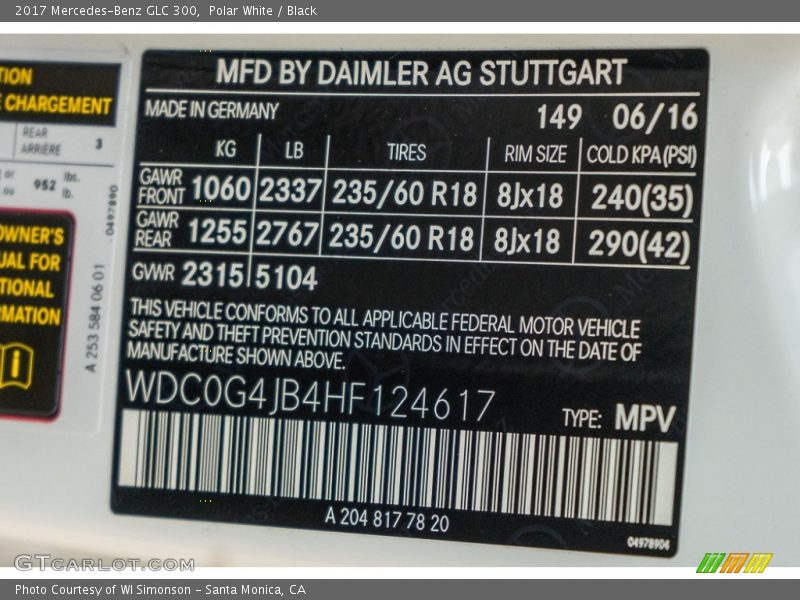 2017 Mercedes-Benz GLC 300,  Polar White / Black
TION
E CHARGEMENT
REAR
ARRIÈRE 3
or
ou 952 lbs.
lb.
0497890
OWNER'S
UAL FOR
TIONAL
RMATION
A 253 584 06 01
MFD BY DAIMLER AG STUTTGART
MADE IN GERMANY 149 06/16
KG LB TIRES RIM SIZE COLD KPA(PSI)
GAWR FRONT 1060 2337 235/60 R18 8Jx18 240(35)
GAWR REAR 1255 2767 235/60 R18 8Jx18 290(42)
GWR 2315 5104
THIS VEHICLE CONFORMS TO ALL APPLICABLE FEDERAL MOTOR VEHICLE
SAFETY AND THEFT PREVENTION STANDARDS IN EFFECT ON THE DATE OF
MANUFACTURE SHOWN ABOVE.
WDC0G4JB4HF124617 TYPE: MPV
A 204 817 78 20
04978904
GTCARLOT.COM
Photo Courtesy of WI Simonson - Santa Monica, CA